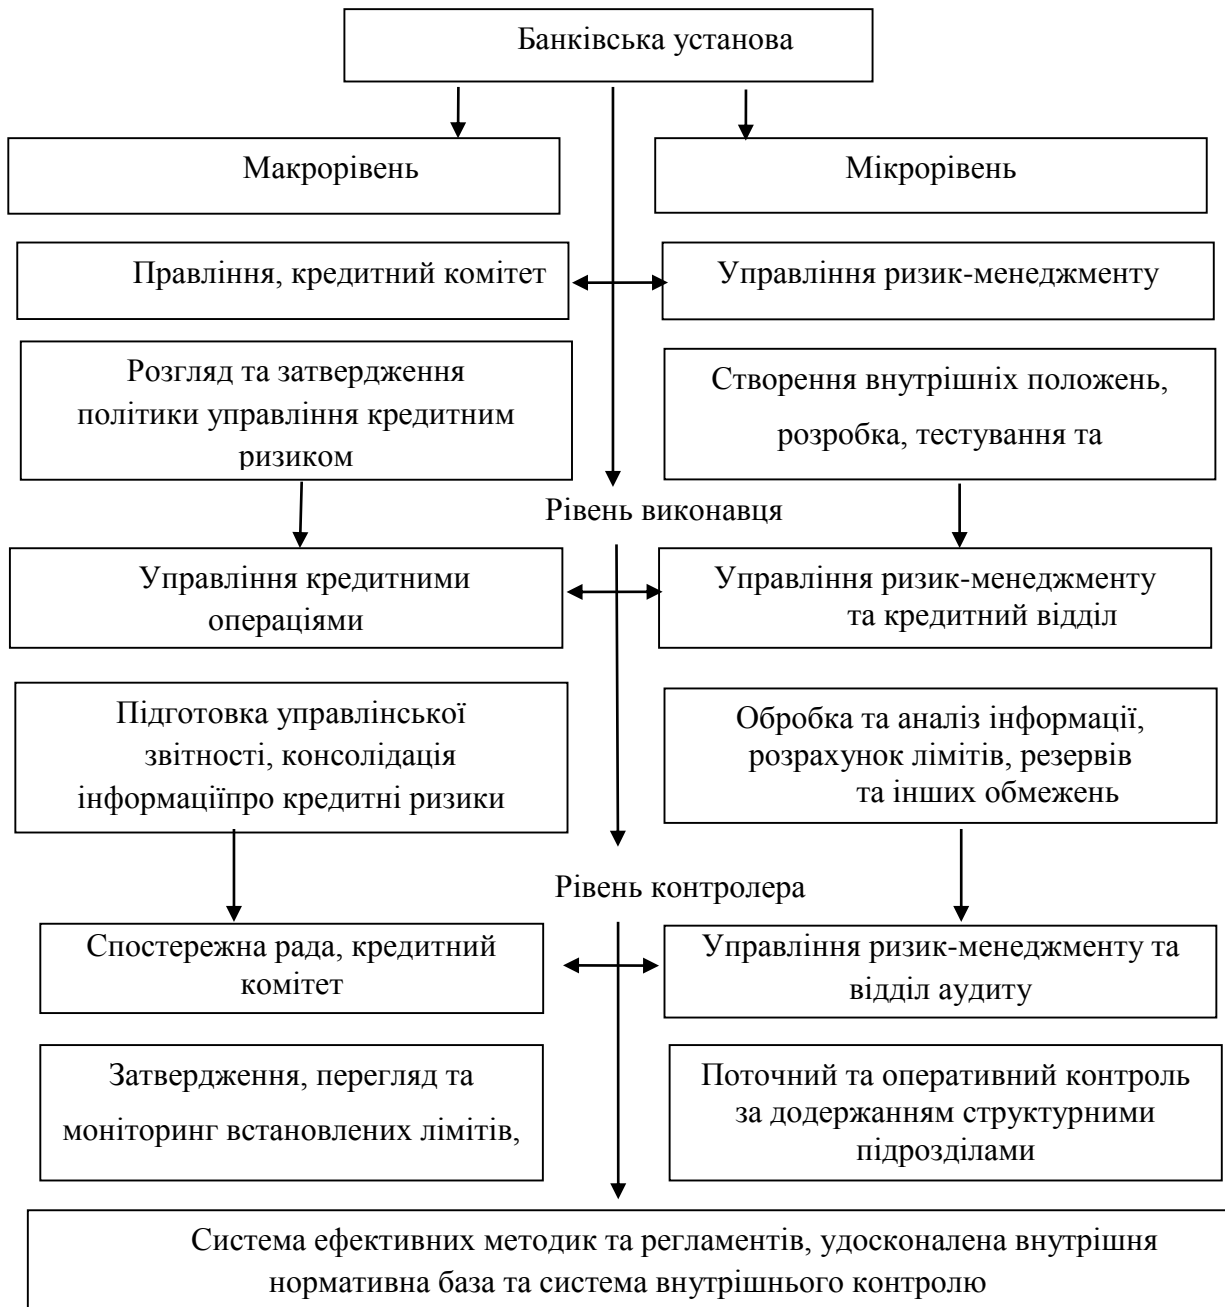 Банківська установа
Макрорівень
Мікрорівень
Правління, кредитний комітет
Управління ризик-менеджменту
Розгляд та затвердження
політики управління кредитним
ризиком
Створення внутрішніх положень,
розробка, тестування та
Рівень виконавця
Управління кредитними
операціями
Управління ризик-менеджменту
та кредитний відділ
Підготовка управлінської
звітності, консолідація
інформаціїпро кредитні ризики
Обробка та аналіз інформації,
розрахунок лімітів, резервів
та інших обмежень
Рівень контролера
Спостережна рада, кредитний
комітет
Управління ризик-менеджменту та
відділ аудиту
Затвердження, перегляд та
моніторинг встановлених лімітів,
Поточний та оперативний контроль
за додержанням структурними
підрозділами
Система ефективних методик та регламентів, удосконалена внутрішня
нормативна база та система внутрішнього контролю